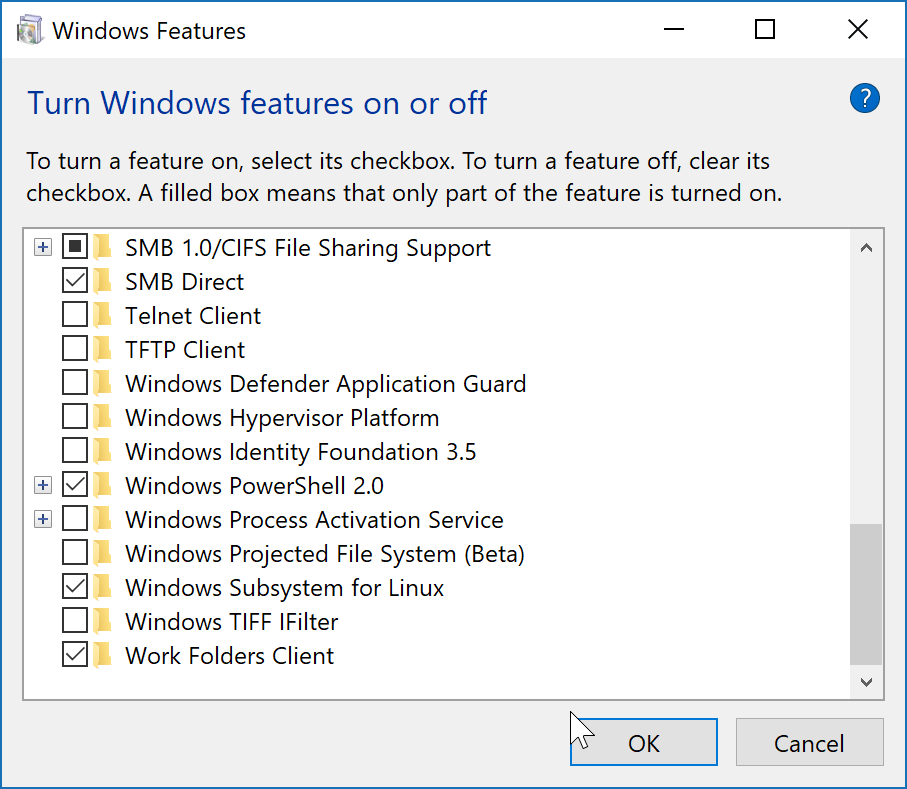 Windows Features
Turn Windows features on or off
?
To turn a feature on, select its checkbox. To turn a feature off, clear its
checkbox. A filled box means that only part of the feature is turned on.
SMB 1.0/CIFS File Sharing Support
SMB Direct
Telnet Client
TFTP Client
Windows Defender Application Guard
Windows Hypervisor Platform
Windows Identity Foundation 3.5
Windows PowerShell 2.0
Windows Process Activation Service
Windows Projected File System (Beta)
Windows Subsystem for Linux
Windows TIFF IFilter
Work Folders Client
OK
Cancel